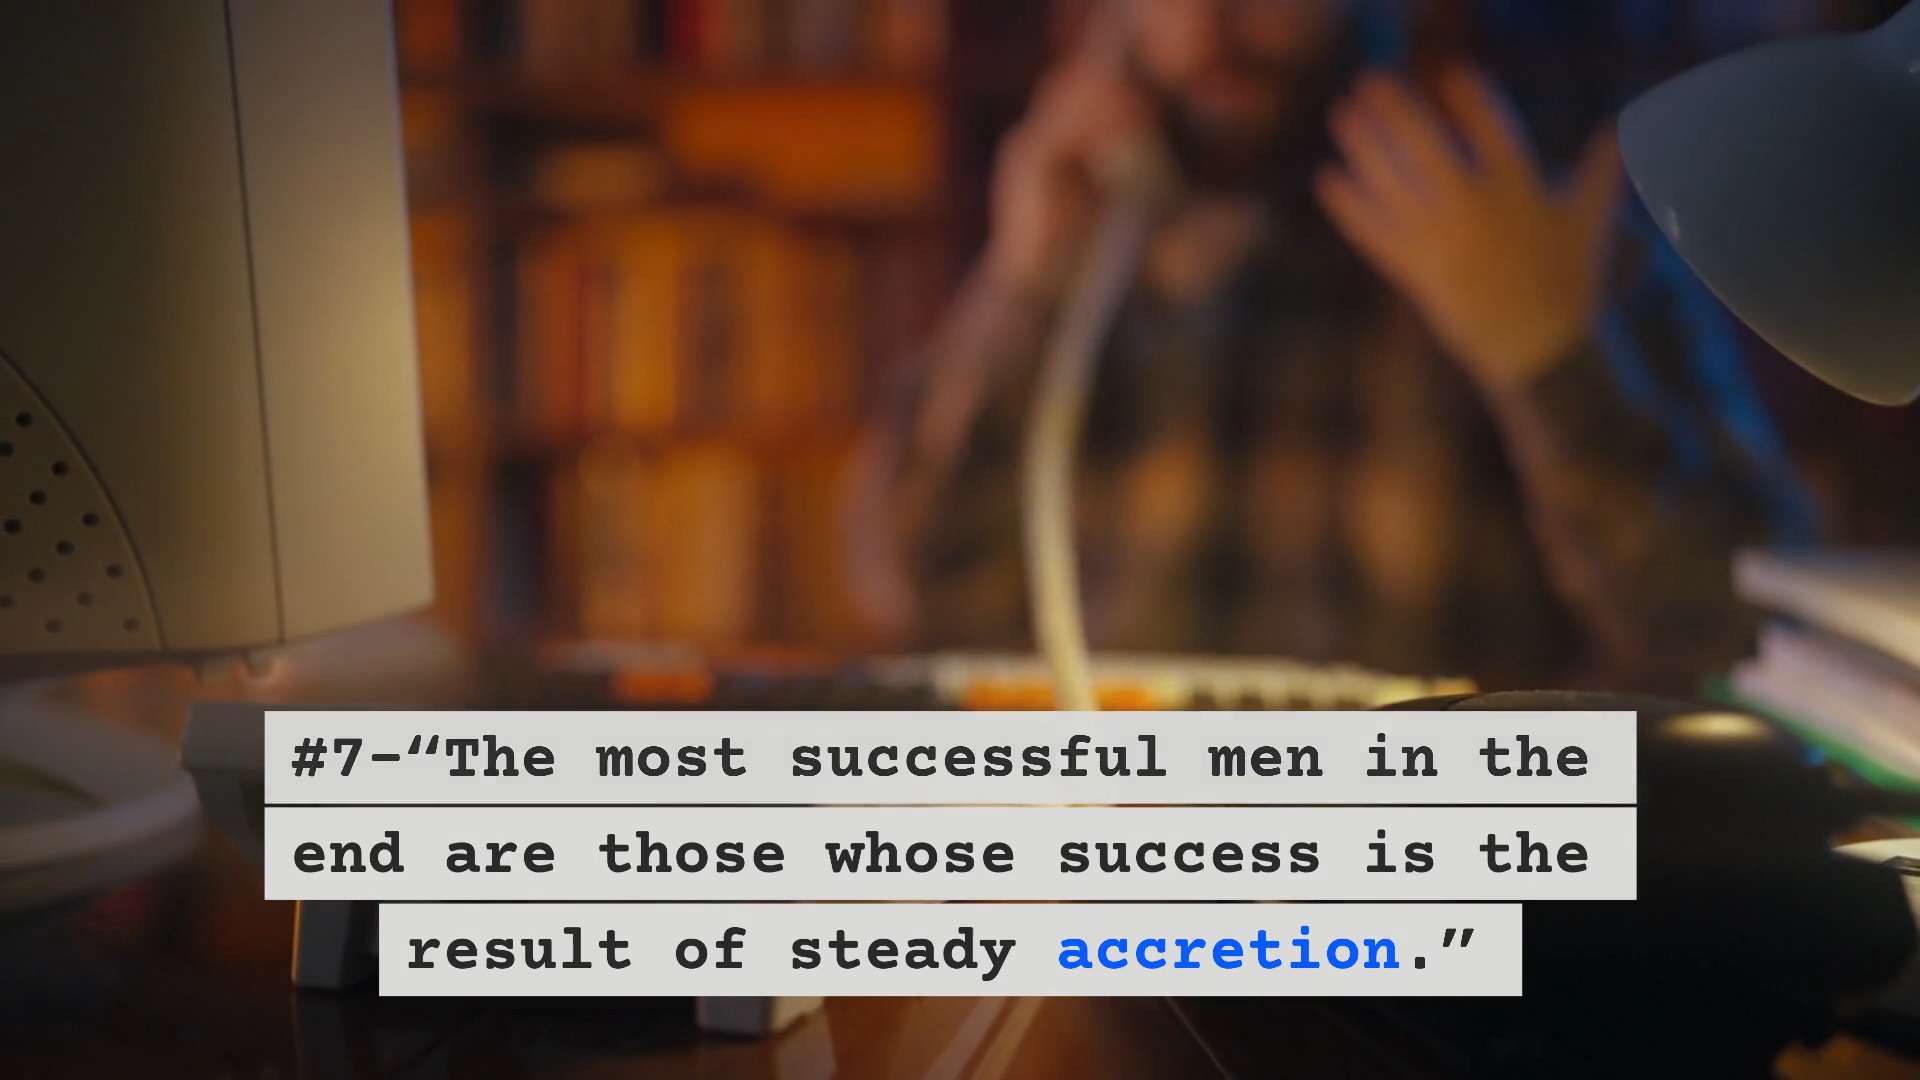 #7-“The most successful men in the
end are those whose success is the
result of steady accretion.”